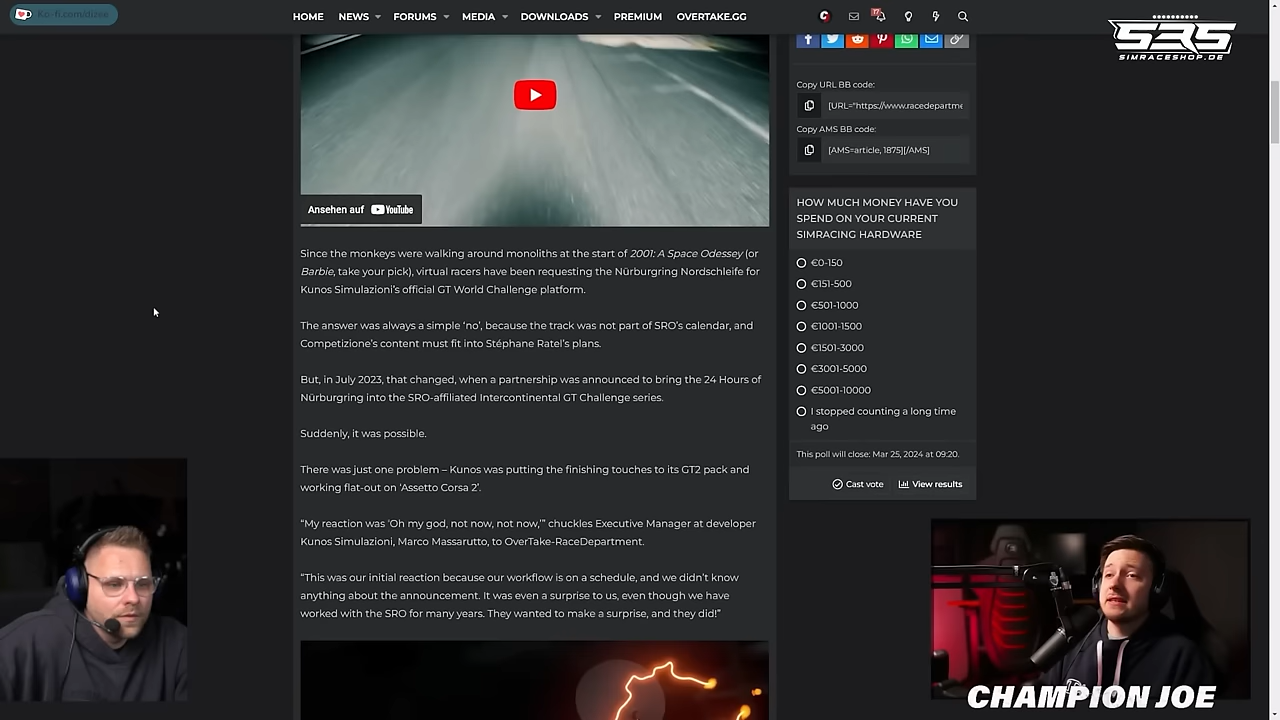 Ko-fi.com/dizxe
HOME NEWS FORUMS MEDIA DOWNLOADS PREMIUM OVERTAKE.GG
17
SRS
SIMRACESHOP.DE
Ansehen auf YouTube
Since the monkeys were walking around monoliths at the start of 2001: A Space Odessey (or
Barbie, take your pick), virtual racers have been requesting the Nürburgring Nordschleife for
Kunos Simulazioni's official GT World Challenge platform.
The answer was always a simple ‘no’, because the track was not part of SRO’s calendar, and
Competizione’s content must fit into Stéphane Ratel’s plans.
But, in July 2023, that changed, when a partnership was announced to bring the 24 Hours of
Nürburgring into the SRO-affiliated Intercontinental GT Challenge series.
Suddenly, it was possible.
There was just one problem – Kunos was putting the finishing touches to its GT2 pack and
working flat-out on ‘Assetto Corsa 2’.
“My reaction was ‘Oh my god, not now, not now,’” chuckles Executive Manager at developer
Kunos Simulazioni, Marco Massarutto, to OverTake-RaceDepartment.
“This was our initial reaction because our workflow is on a schedule, and we didn’t know
anything about the announcement. It was even a surprise to us, even though we have
worked with the SRO for many years. They wanted to make a surprise, and they did!”
Copy URL BB code:
[URL="https://www.racedepartme
Copy AMS BB code:
[AMS=article, 1875][/AMS]
HOW MUCH MONEY HAVE YOU
SPEND ON YOUR CURRENT
SIMRACING HARDWARE
€0-150
€151-500
€501-1000
€1001-1500
€1501-3000
€3001-5000
€5001-10000
I stopped counting a long time
ago
This poll will close: Mar 25, 2024 at 09:20.
Cast vote View results
CHAMPION JOE